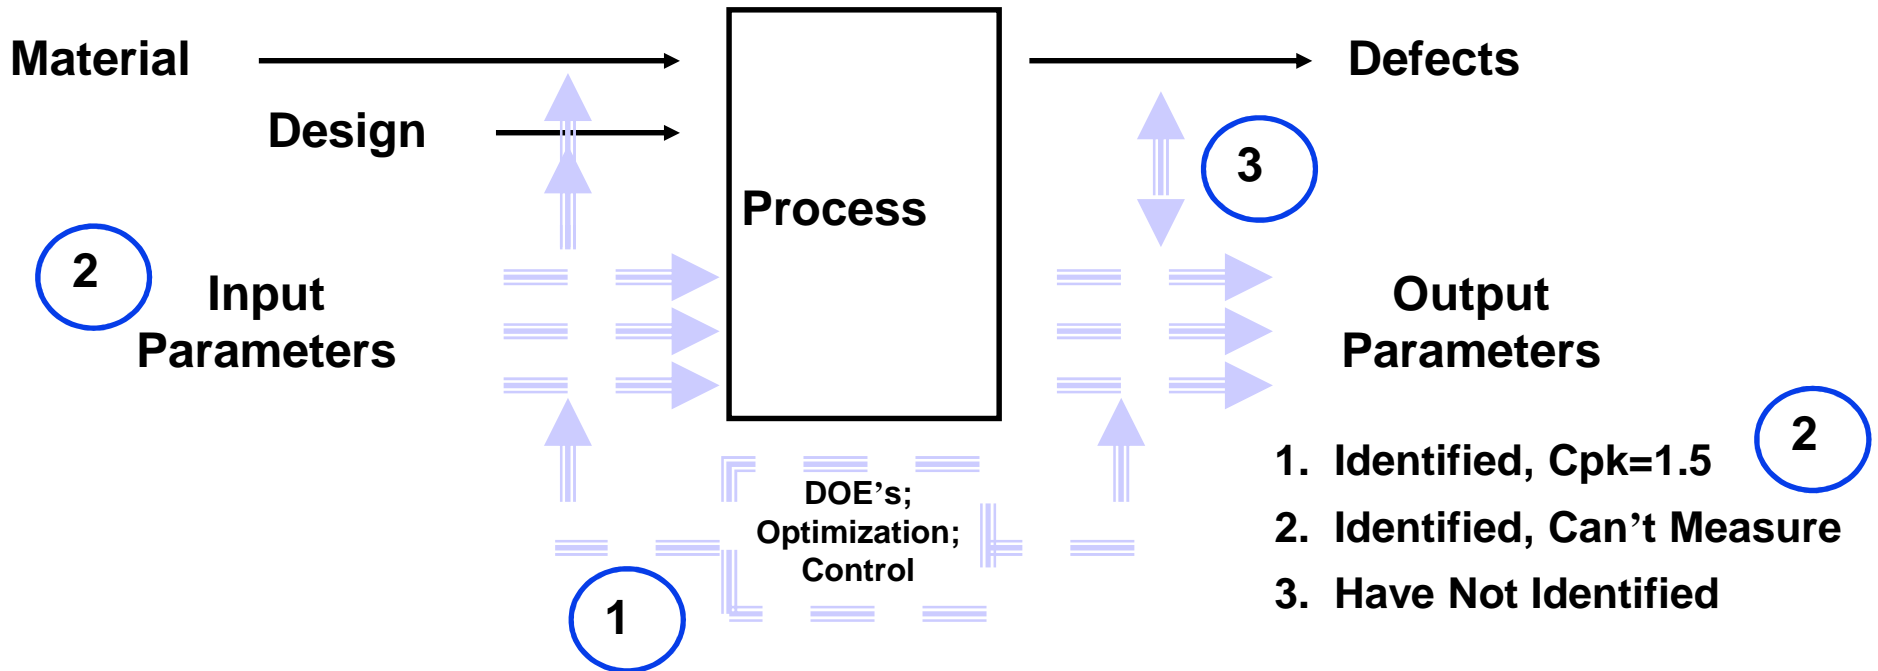 Material
Defects
Design
3
Process
2
Input
Parameters
Output
Parameters
2
1. Identified, Cpk=1.5
DOE’s;
Optimization;
Control
2. Identified, Can’t Measure
1
3. Have Not Identified